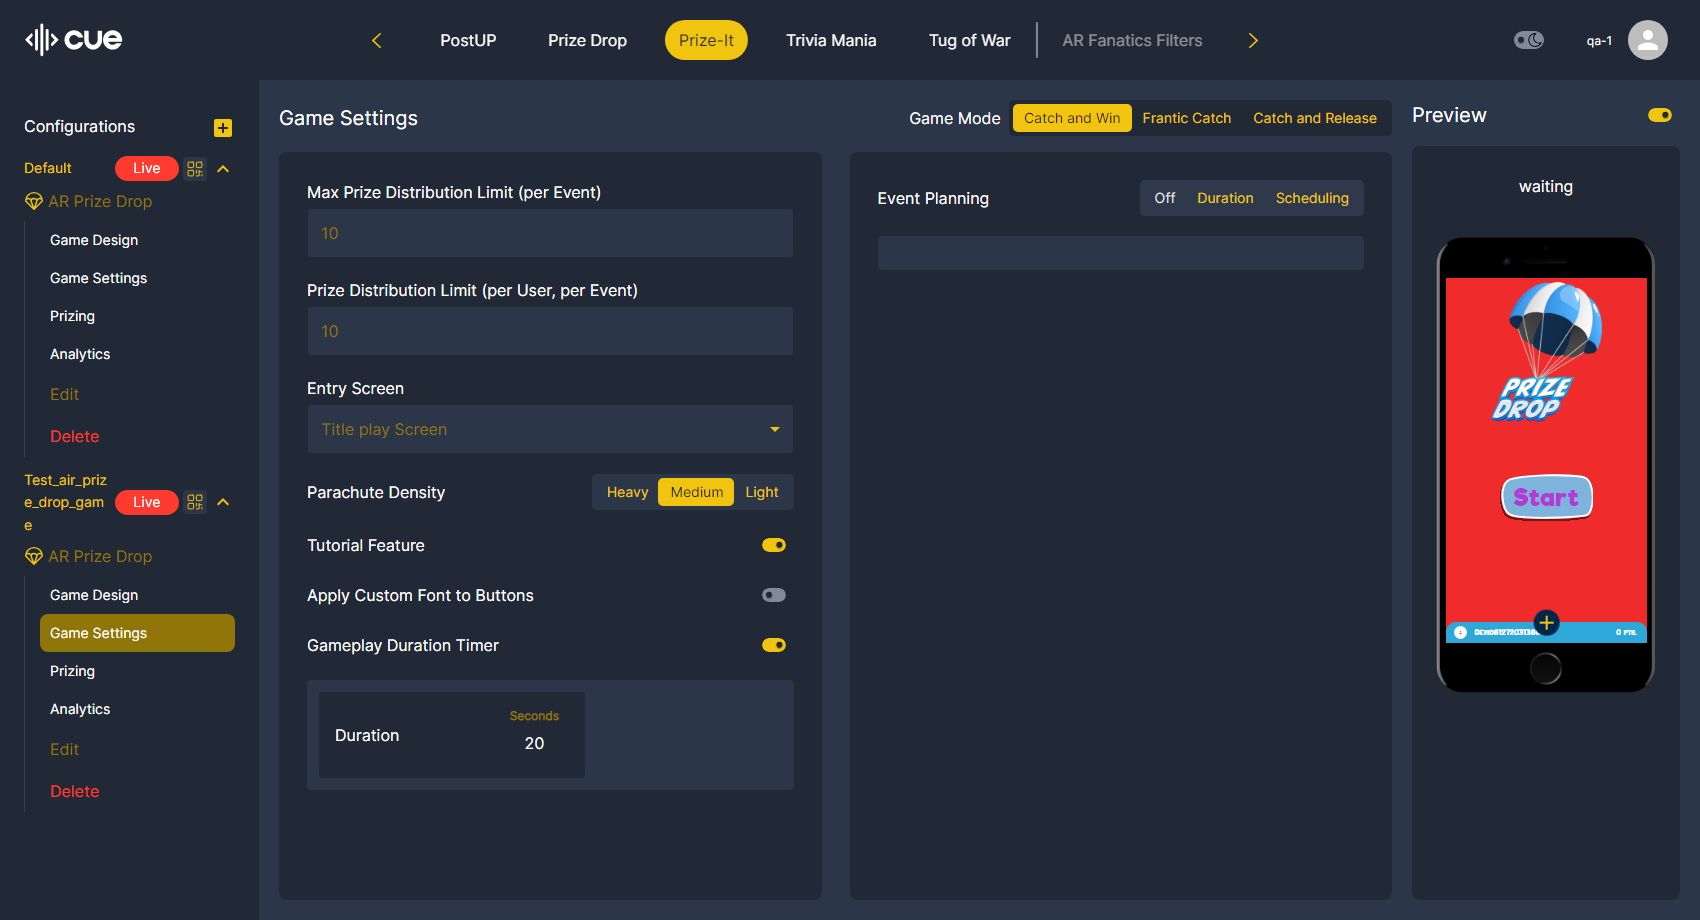 cue
PostUP
Prize Drop
Prize-It
Trivia Mania
Tug of War
AR Fanatics Filters
qa-1
Configurations
Default
Live
AR Prize Drop
Game Design
Game Settings
Prizing
Analytics
Edit
Delete
Test_air_priz
e_drop_gam
e
Live
AR Prize Drop
Game Design
Game Settings
Prizing
Analytics
Edit
Delete
Game Settings
Game Mode
Catch and Win
Frantic Catch
Catch and Release
Max Prize Distribution Limit (per Event)
10
Prize Distribution Limit (per User, per Event)
10
Entry Screen
Title play Screen
Parachute Density
Heavy
Medium
Light
Tutorial Feature
Apply Custom Font to Buttons
Gameplay Duration Timer
Duration
Seconds
20
Event Planning
Off
Duration
Scheduling
Preview
waiting
PRIZE
DROP
Start
0 PTS.